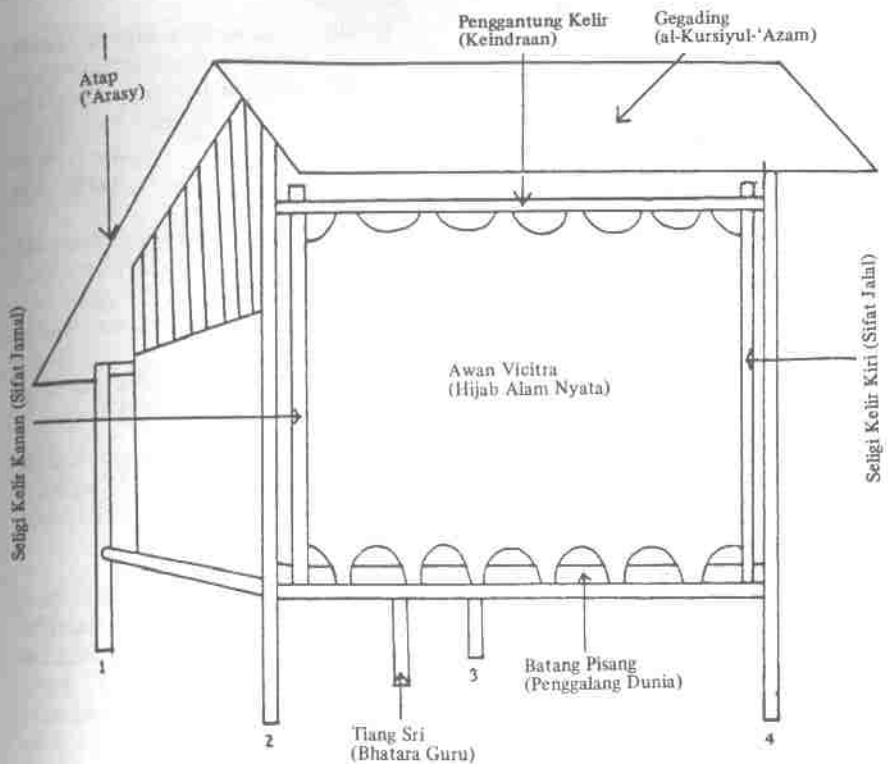 Penggantung Kelir
(Keindraan)
Gegading
(al-Kursiyul-'Azam)
Atap
('Arasy)
Seligi Kelir Kanan (Sifat Jamal)
Awan Vicitra
(Hijab Alam Nyata)
Seligi Kelir Kiri (Sifat Jalal)
1
3
Batang Pisang
(Penggalang Dunia)
2
Tiang Sri
(Bhatara Guru)
4